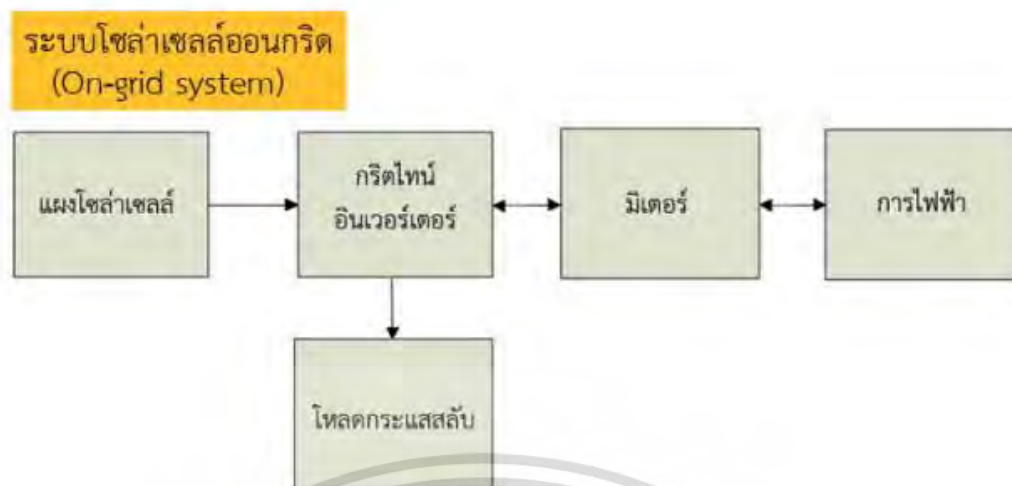 ระบบโซล่าเซลล์ออนกริด
(On-grid system)
แผงโซล่าเซลล์
กริตไทน์
อินเวอร์เตอร์
มิเตอร์
การไฟฟ้า
โหลดกระแสสลับ